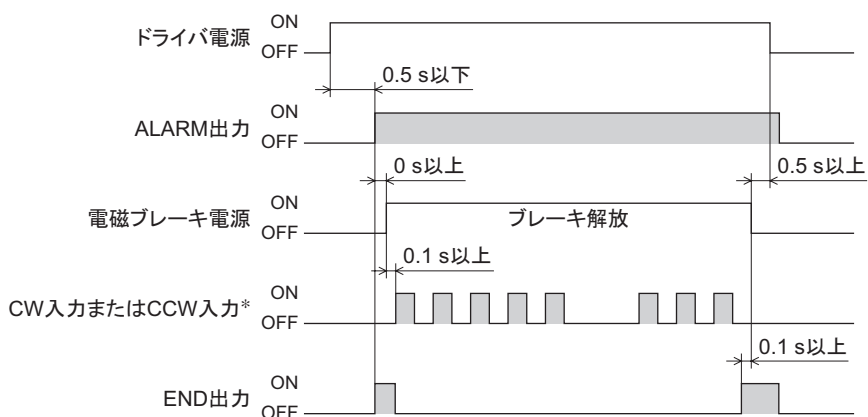 ON
ドライバ電源
OFF
0.5 s以下
ON
ALARM出力
OFF
0 s以上
0.5 s以上
ON
電磁ブレーキ電源
ブレーキ解放
OFF
0.1 s以上
ON
CW入力またはCCW入力*
OFF
0.1 s以上
ON
END出力
OFF